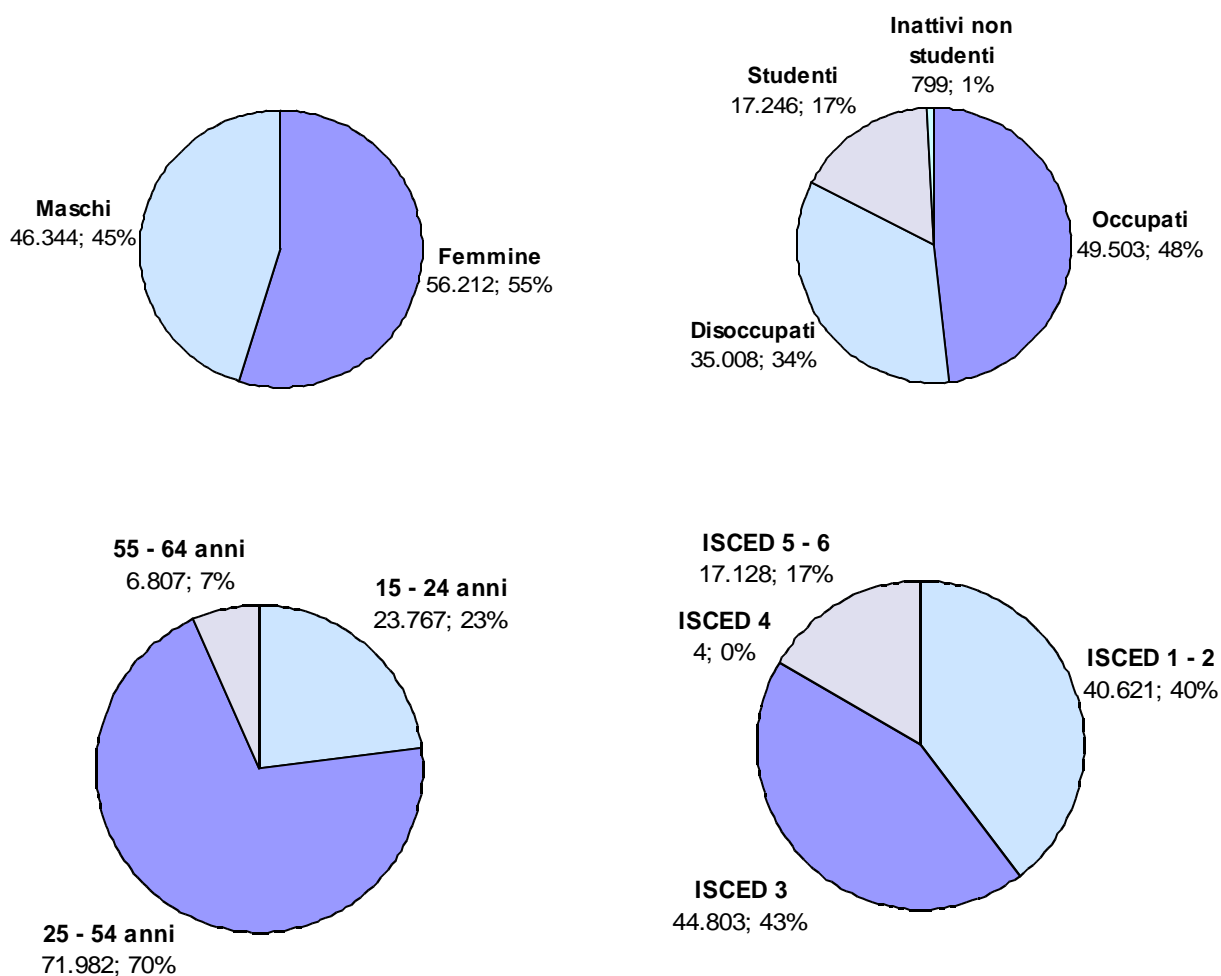 Maschi
46.344; 45%
Femmine
56.212; 55%
Inattivi non
studenti
799; 1%
Studenti
17.246; 17%
Occupati
49.503; 48%
Disoccupati
35.008; 34%
55 - 64 anni
6.807; 7%
15 - 24 anni
23.767; 23%
25 - 54 anni
71.982; 70%
ISCED 5 - 6
17.128; 17%
ISCED 4
4; 0%
ISCED 1 - 2
40.621; 40%
ISCED 3
44.803; 43%